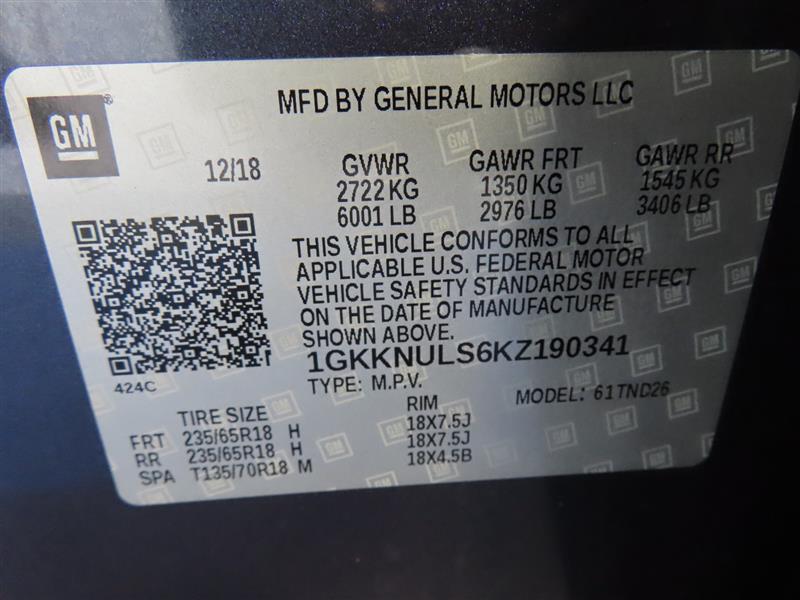 GM
MFD BY GENERAL MOTORS LLC
12/18 GVWR GAWR FRT GAWR RR
2722 KG 1350 KG 1545 KG
6001 LB 2976 LB 3406 LB
THIS VEHICLE CONFORMS TO ALL
APPLICABLE U.S. FEDERAL MOTOR
VEHICLE SAFETY STANDARDS IN EFFECT
ON THE DATE OF MANUFACTURE
SHOWN ABOVE.
1GKKNULS6KZ190341
424C TYPE: M.P.V. MODEL: 61TND26
TIRE SIZE RIM
FRT 235/65R18 H 18X7.5J
RR 235/65R18 H 18X7.5J
SPA T135/70R18 M 18X4.5B